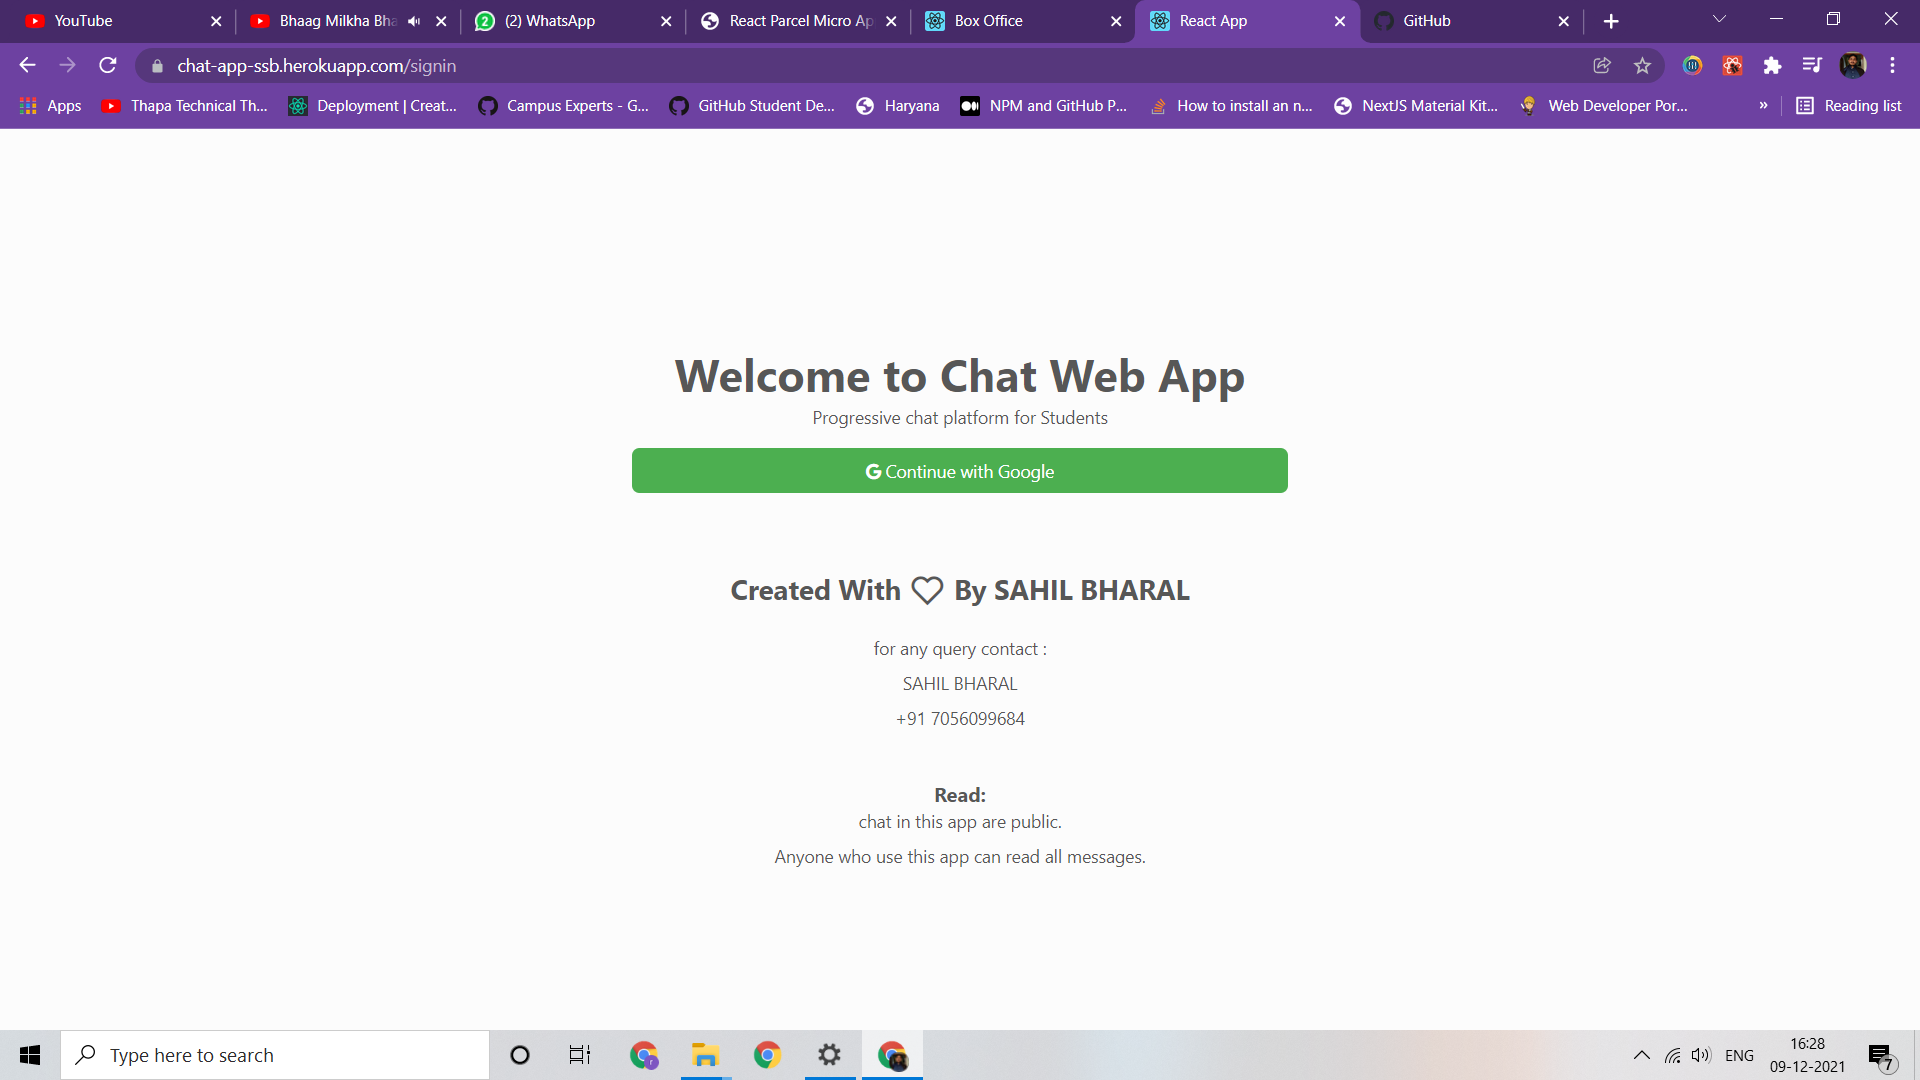 YouTube
Bhaag Milkha Bha
(2) WhatsApp
React Parcel Micro Ap
Box Office
React App
GitHub
chat-app-ssb.herokuapp.com/signin
Apps
Thapa Technical Th...
Deployment | Creat...
Campus Experts - G...
GitHub Student De...
Haryana
NPM and GitHub P...
How to install an n...
NextJS Material Kit...
Web Developer Por...
»
Reading list
Welcome to Chat Web App
Progressive chat platform for Students
G Continue with Google
Created With By SAHIL BHARAL
for any query contact :
SAHIL BHARAL
+91 7056099684
Read:
chat in this app are public.
Anyone who use this app can read all messages.
Type here to search
ENG
16:28
09-12-2021
7